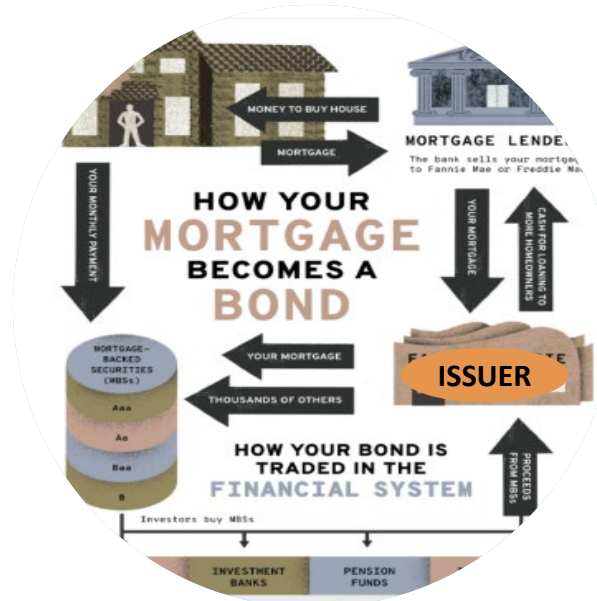 MONEY TO BUY HOUSE
MORTGAGE
MORTGAGE LENDE
The bank sells your mortgag
to Fannie Mae or Freddie Ma
YOUR MONTHLY PAYMENT
HOW YOUR
MORTGAGE
BECOMES A
BOND
YOUR MORTGAGE
CASH FOR LOANING TO
MORE HOMEOWNERS
MORTGAGE-
BACKED
SECURITIES
(MBSs)
Aaa
Aa
Baa
B
YOUR MORTGAGE
THOUSANDS OF OTHERS
ISSUER
HOW YOUR BOND IS
TRADED IN THE
FINANCIAL SYSTEM
PROCEEDS
FROM MBSs
Investors buy MBSs
INVESTMENT
BANKS
PENSION
FUNDS